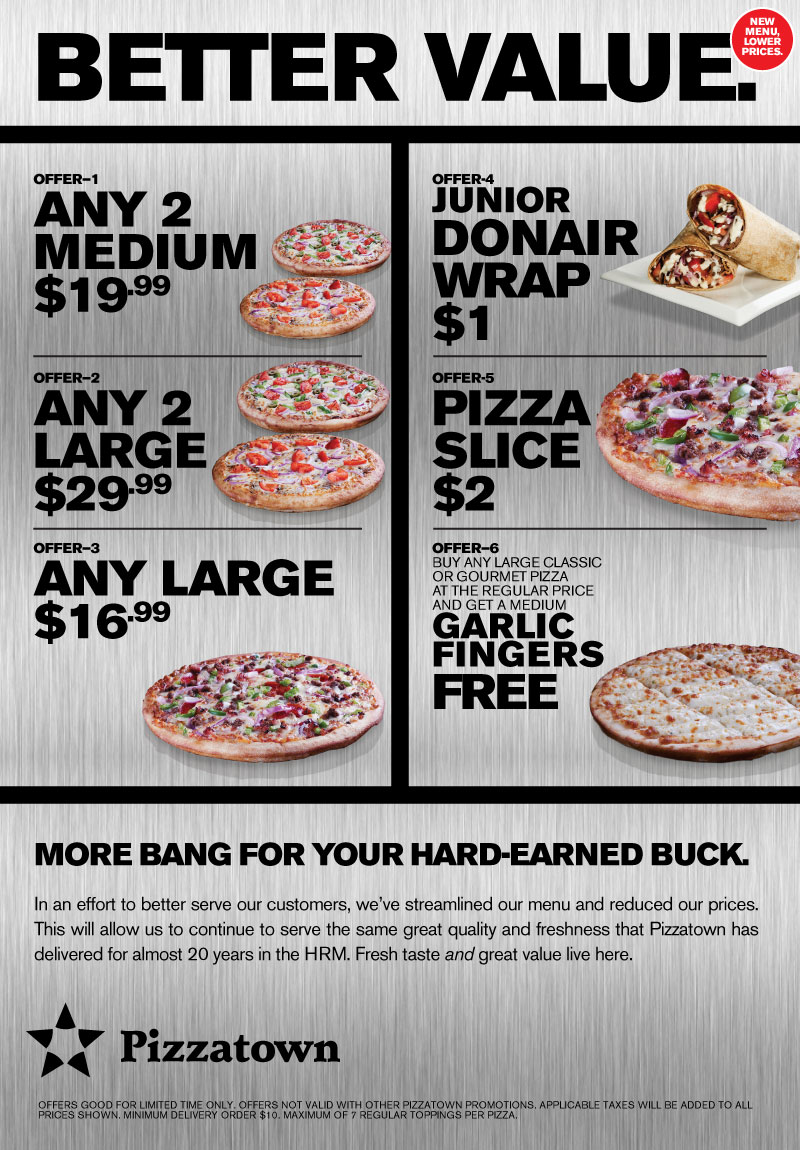 BETTER VALUE.
NEW
MENU,
LOWER
PRICES.
OFFER–1
ANY 2
MEDIUM
$19.99
OFFER–2
ANY 2
LARGE
$29.99
OFFER–3
ANY LARGE
$16.99
OFFER-4
JUNIOR
DONAIR
WRAP
$1
OFFER-5
PIZZA
SLICE
$2
OFFER–6
BUY ANY LARGE CLASSIC
OR GOURMET PIZZA
AT THE REGULAR PRICE
AND GET A MEDIUM
GARLIC
FINGERS
FREE
MORE BANG FOR YOUR HARD-EARNED BUCK.
In an effort to better serve our customers, we've streamlined our menu and reduced our prices.
This will allow us to continue to serve the same great quality and freshness that Pizzatown has
delivered for almost 20 years in the HRM. Fresh taste and great value live here.
Pizzatown
OFFERS GOOD FOR LIMITED TIME ONLY. OFFERS NOT VALID WITH OTHER PIZZATOWN PROMOTIONS. APPLICABLE TAXES WILL BE ADDED TO ALL
PRICES SHOWN. MINIMUM DELIVERY ORDER $10. MAXIMUM OF 7 REGULAR TOPPINGS PER PIZZA.